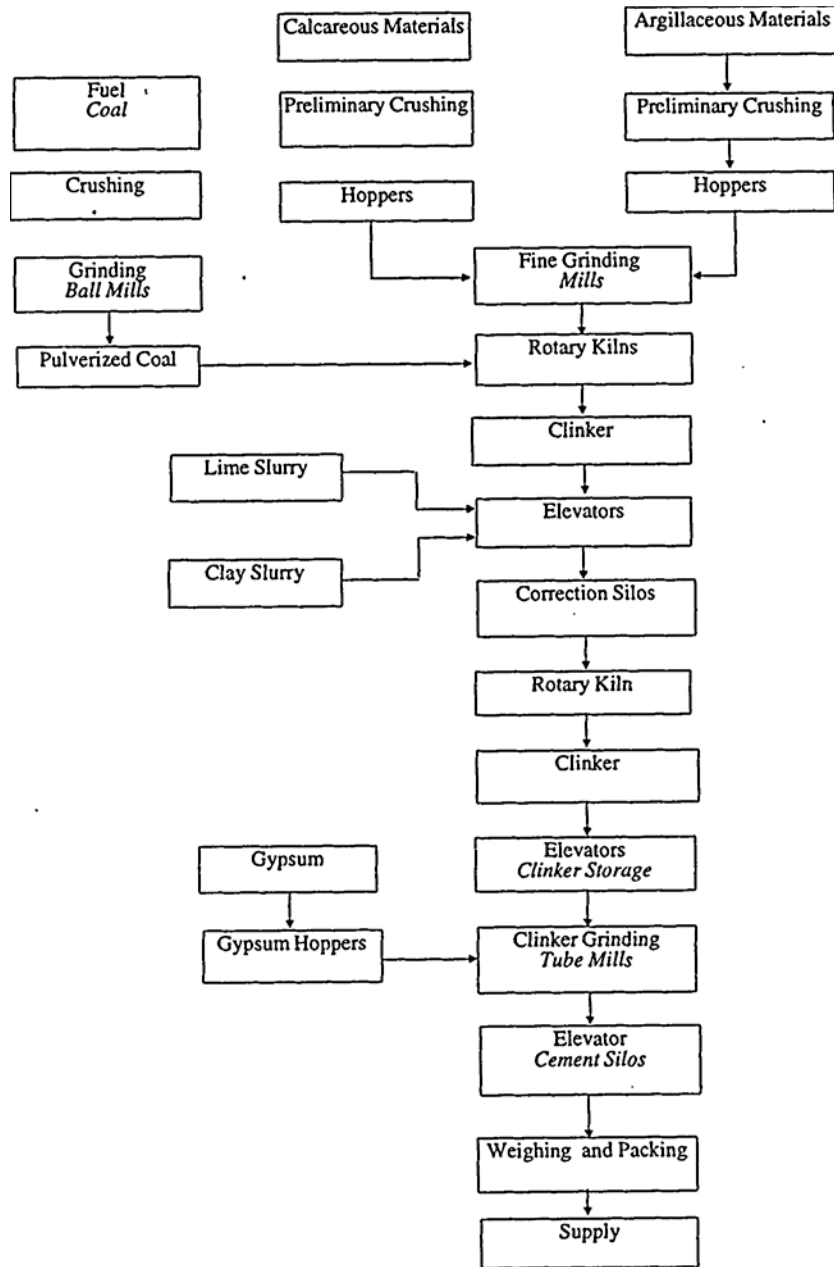 Calcareous Materials
Argillaceous Materials
Fuel
Coal
Preliminary Crushing
Preliminary Crushing
Crushing
Hoppers
Hoppers
Grinding
Ball Mills
Fine Grinding
Mills
Pulverized Coal
Rotary Kilns
Clinker
Lime Slurry
Elevators
Clay Slurry
Correction Silos
Rotary Kiln
Clinker
Gypsum
Elevators
Clinker Storage
Gypsum Hoppers
Clinker Grinding
Tube Mills
Elevator
Cement Silos
Weighing and Packing
Supply